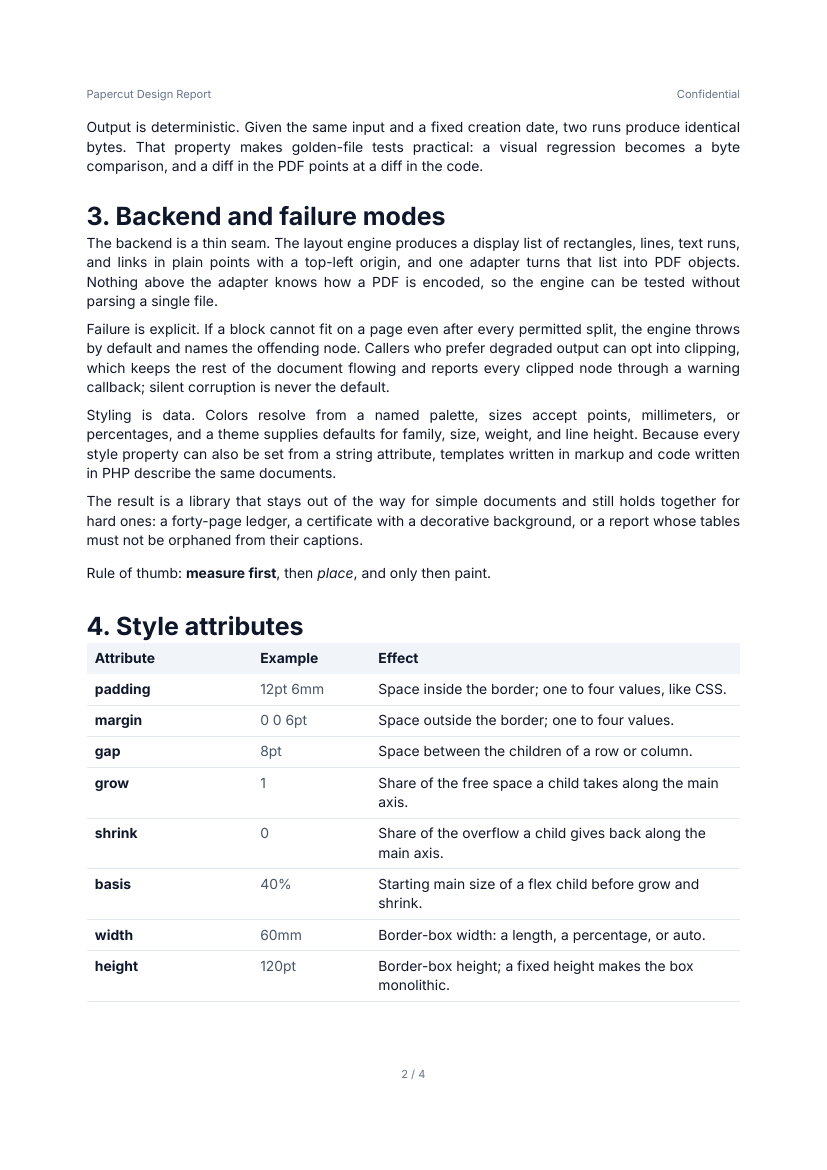 Papercut Design Report Confidential
Output is deterministic. Given the same input and a fixed creation date, two runs produce identical
bytes. That property makes golden-file tests practical: a visual regression becomes a byte
comparison, and a diff in the PDF points at a diff in the code.
3. Backend and failure modes
The backend is a thin seam. The layout engine produces a display list of rectangles, lines, text runs,
and links in plain points with a top-left origin, and one adapter turns that list into PDF objects.
Nothing above the adapter knows how a PDF is encoded, so the engine can be tested without
parsing a single file.
Failure is explicit. If a block cannot fit on a page even after every permitted split, the engine throws
by default and names the offending node. Callers who prefer degraded output can opt into clipping,
which keeps the rest of the document flowing and reports every clipped node through a warning
callback; silent corruption is never the default.
Styling is data. Colors resolve from a named palette, sizes accept points, millimeters, or
percentages, and a theme supplies defaults for family, size, weight, and line height. Because every
style property can also be set from a string attribute, templates written in markup and code written
in PHP describe the same documents.
The result is a library that stays out of the way for simple documents and still holds together for
hard ones: a forty-page ledger, a certificate with a decorative background, or a report whose tables
must not be orphaned from their captions.
Rule of thumb: measure first, then place, and only then paint.
4. Style attributes
Attribute Example Effect
padding 12pt 6mm Space inside the border; one to four values, like CSS.
margin 0 0 6pt Space outside the border; one to four values.
gap 8pt Space between the children of a row or column.
grow 1 Share of the free space a child takes along the main
axis.
shrink 0 Share of the overflow a child gives back along the
main axis.
basis 40% Starting main size of a flex child before grow and
shrink.
width 60mm Border-box width: a length, a percentage, or auto.
height 120pt Border-box height; a fixed height makes the box
monolithic.
2 / 4